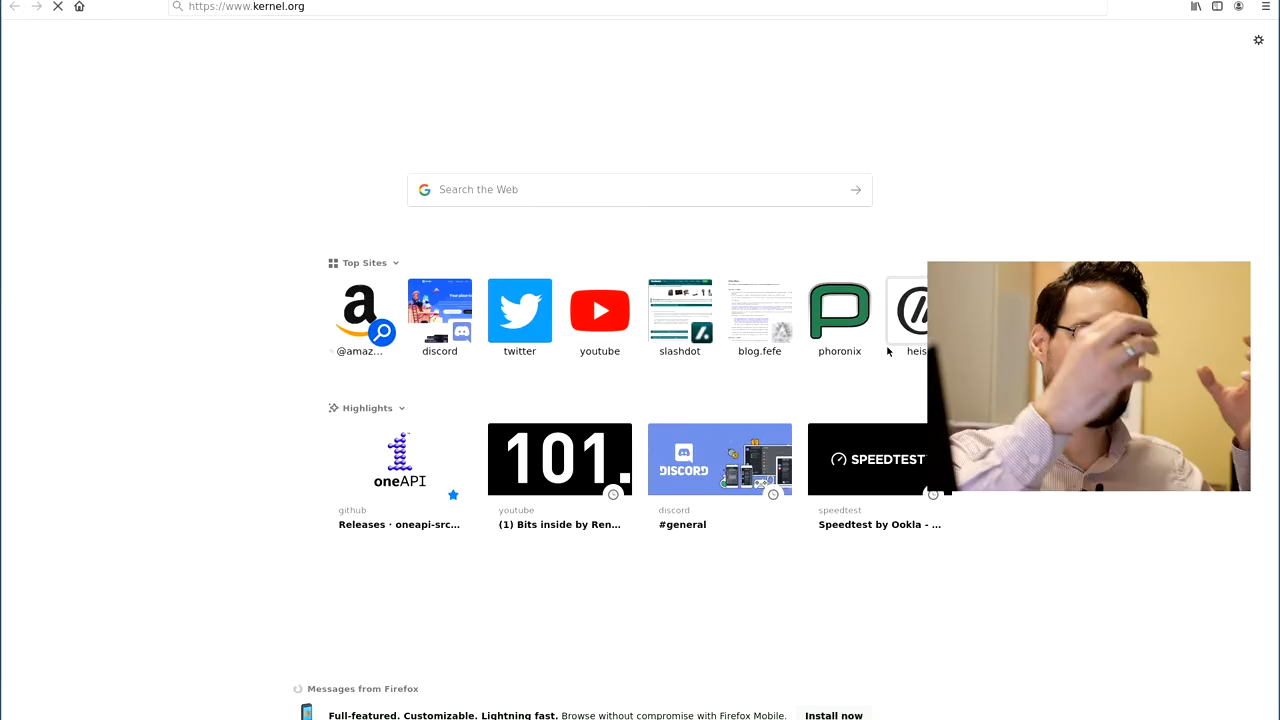 https://www.kernel.org
Search the Web
Top Sites
@amaz...
discord
twitter
youtube
slashdot
blog.fefe
phoronix
heis
Highlights
oneAPI
101.
DISCORD
SPEEDTEST
github
youtube
discord
speedtest
Releases · oneapi-src...
(1) Bits inside by Ren...
#general
Speedtest by Ookla - ...
Messages from Firefox
Full-featured. Customizable. Lightning fast. Browse without compromise with Firefox Mobile.
Install now